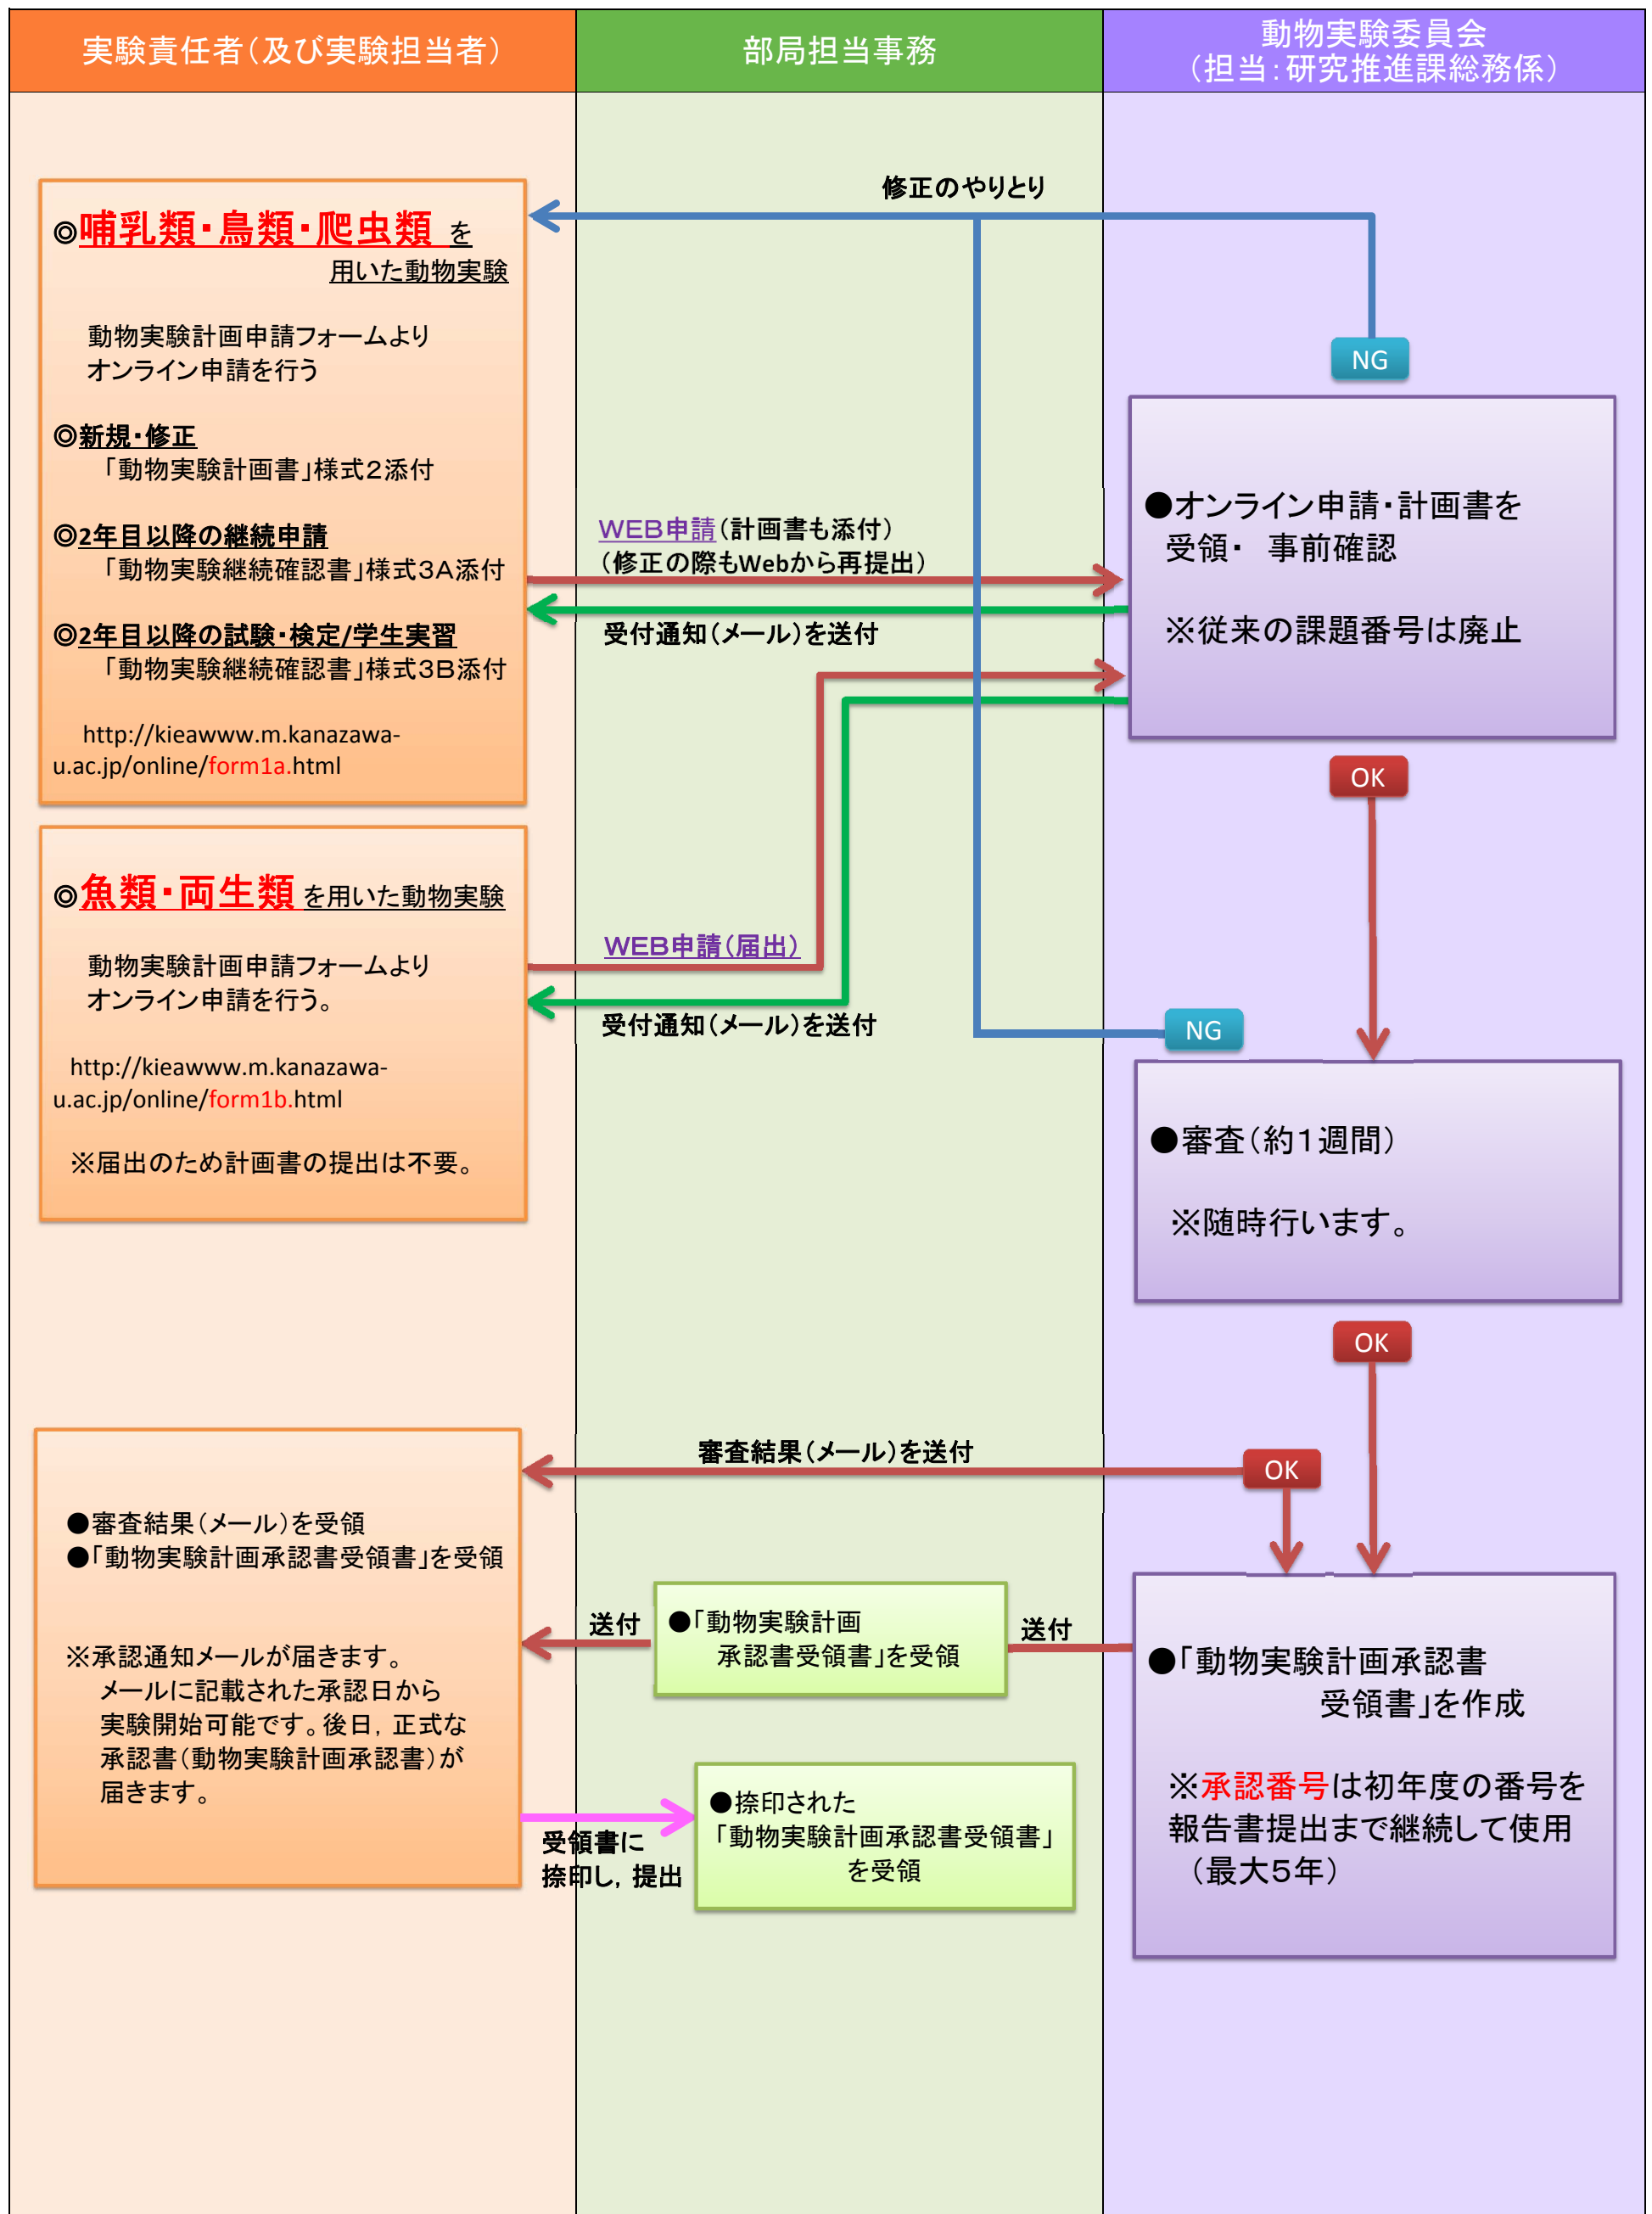 実験責任者（及び実験担当者）
部局担当事務
動物実験委員会
（担当：研究推進課総務係）
修正のやりとり
◎哺乳類・鳥類・爬虫類 を
用いた動物実験
動物実験計画申請フォームより
オンライン申請を行う
◎新規・修正
「動物実験計画書」様式２添付
◎2年目以降の継続申請
「動物実験継続確認書」様式３Ａ添付
◎2年目以降の試験・検定/学生実習
「動物実験継続確認書」様式３Ｂ添付
http://kieawww.m.kanazawa-
u.ac.jp/online/form1a.html
NG
●オンライン申請・計画書を
受領・ 事前確認
※従来の課題番号は廃止
ＷＥＢ申請（計画書も添付）
（修正の際もWebから再提出）
受付通知（メール）を送付
OK
◎魚類・両生類 を用いた動物実験
動物実験計画申請フォームより
オンライン申請を行う。
http://kieawww.m.kanazawa-
u.ac.jp/online/form1b.html
※届出のため計画書の提出は不要。
ＷＥＢ申請（届出）
受付通知（メール）を送付
NG
●審査（約１週間）
※随時行います。
OK
審査結果（メール）を送付
OK
●審査結果（メール）を受領
●「動物実験計画承認書受領書」を受領
※承認通知メールが届きます。
メールに記載された承認日から
実験開始可能です。後日，正式な
承認書（動物実験計画承認書）が
届きます。
送付
●「動物実験計画
承認書受領書」を受領
送付
●「動物実験計画承認書
受領書」を作成
※承認番号は初年度の番号を
報告書提出まで継続して使用
（最大５年）
受領書に
捺印し，提出
●捺印された
「動物実験計画承認書受領書」
を受領